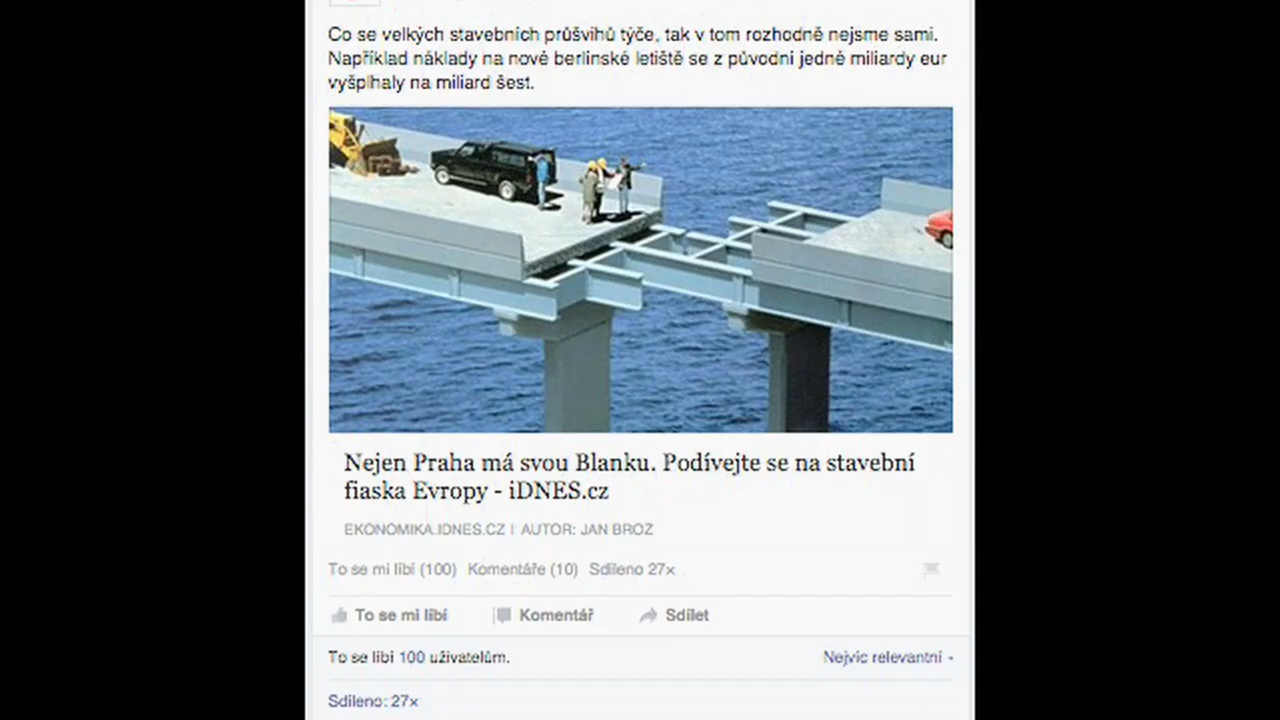 Co se velkých stavebních průšvihů týče, tak v tom rozhodně nejsme sami.
Například náklady na nové berlínské letiště se z původní jedné miliardy eur
vyšplhaly na miliard šest.
Nejen Praha má svou Blanku. Podívejte se na stavební
fiaska Evropy - iDNES.cz
EKONOMIKA.IDNES.CZ | AUTOR: JAN BROŽ
To se mi líbí (100) Komentáře (10) Sdíleno 27×
To se mi líbí Komentář Sdílet
To se líbí 100 uživatelům. Nejvíc relevantní
Sdíleno: 27×